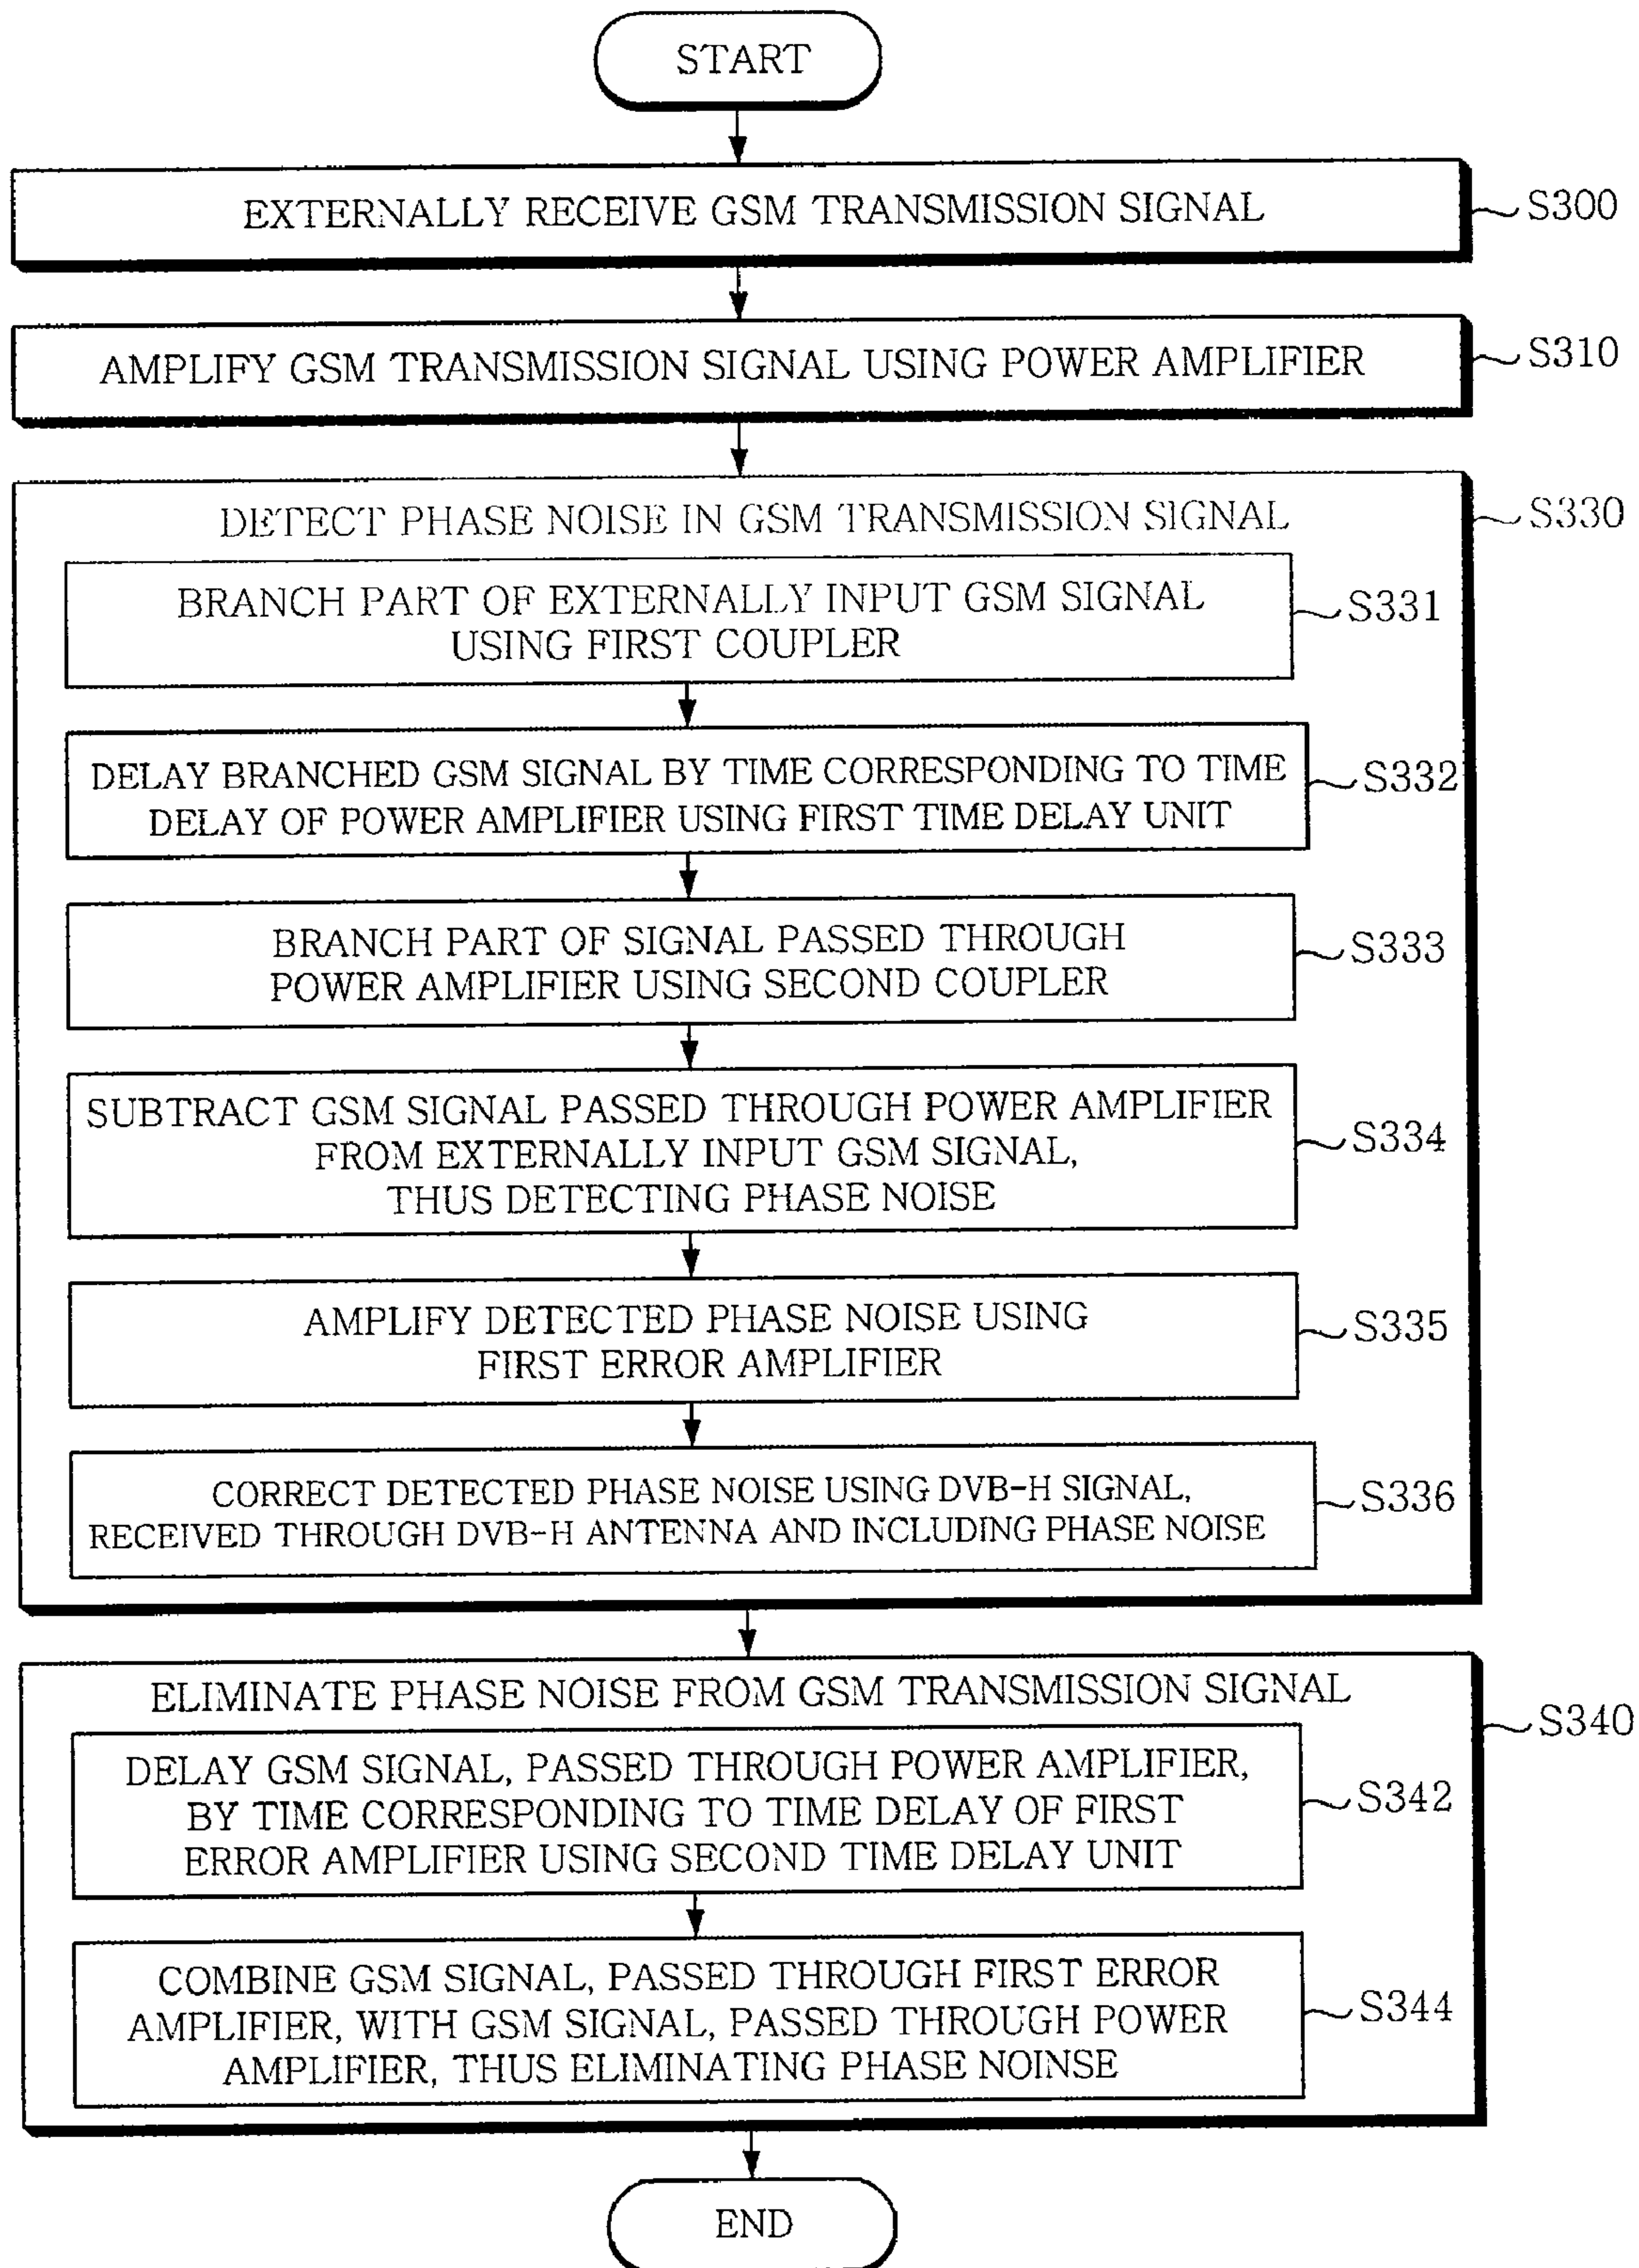 START
EXTERNALLY RECEIVE GSM TRANSMISSION SIGNAL
S300
AMPLIFY GSM TRANSMISSION SIGNAL USING POWER AMPLIFIER
S310
DETECT PHASE NOISE IN GSM TRANSMISSION SIGNAL
S330
BRANCH PART OF EXTERNALLY INPUT GSM SIGNAL
USING FIRST COUPLER
S331
DELAY BRANCHED GSM SIGNAL BY TIME CORRESPONDING TO TIME
DELAY OF POWER AMPLIFIER USING FIRST TIME DELAY UNIT
S332
BRANCH PART OF SIGNAL PASSED THROUGH
POWER AMPLIFIER USING SECOND COUPLER
S333
SUBTRACT GSM SIGNAL PASSED THROUGH POWER AMPLIFIER
FROM EXTERNALLY INPUT GSM SIGNAL,
THUS DETECTING PHASE NOISE
S334
AMPLIFY DETECTED PHASE NOISE USING
FIRST ERROR AMPLIFIER
S335
CORRECT DETECTED PHASE NOISE USING DVB-H SIGNAL,
RECEIVED THROUGH DVB-H ANTENNA AND INCLUDING PHASE NOISE
S336
ELIMINATE PHASE NOISE FROM GSM TRANSMISSION SIGNAL
S340
DELAY GSM SIGNAL, PASSED THROUGH POWER AMPLIFIER,
BY TIME CORRESPONDING TO TIME DELAY OF FIRST
ERROR AMPLIFIER USING SECOND TIME DELAY UNIT
S342
COMBINE GSM SIGNAL, PASSED THROUGH FIRST ERROR
AMPLIFIER, WITH GSM SIGNAL, PASSED THROUGH POWER
AMPLIFIER, THUS ELIMINATING PHASE NOINSE
S344
END